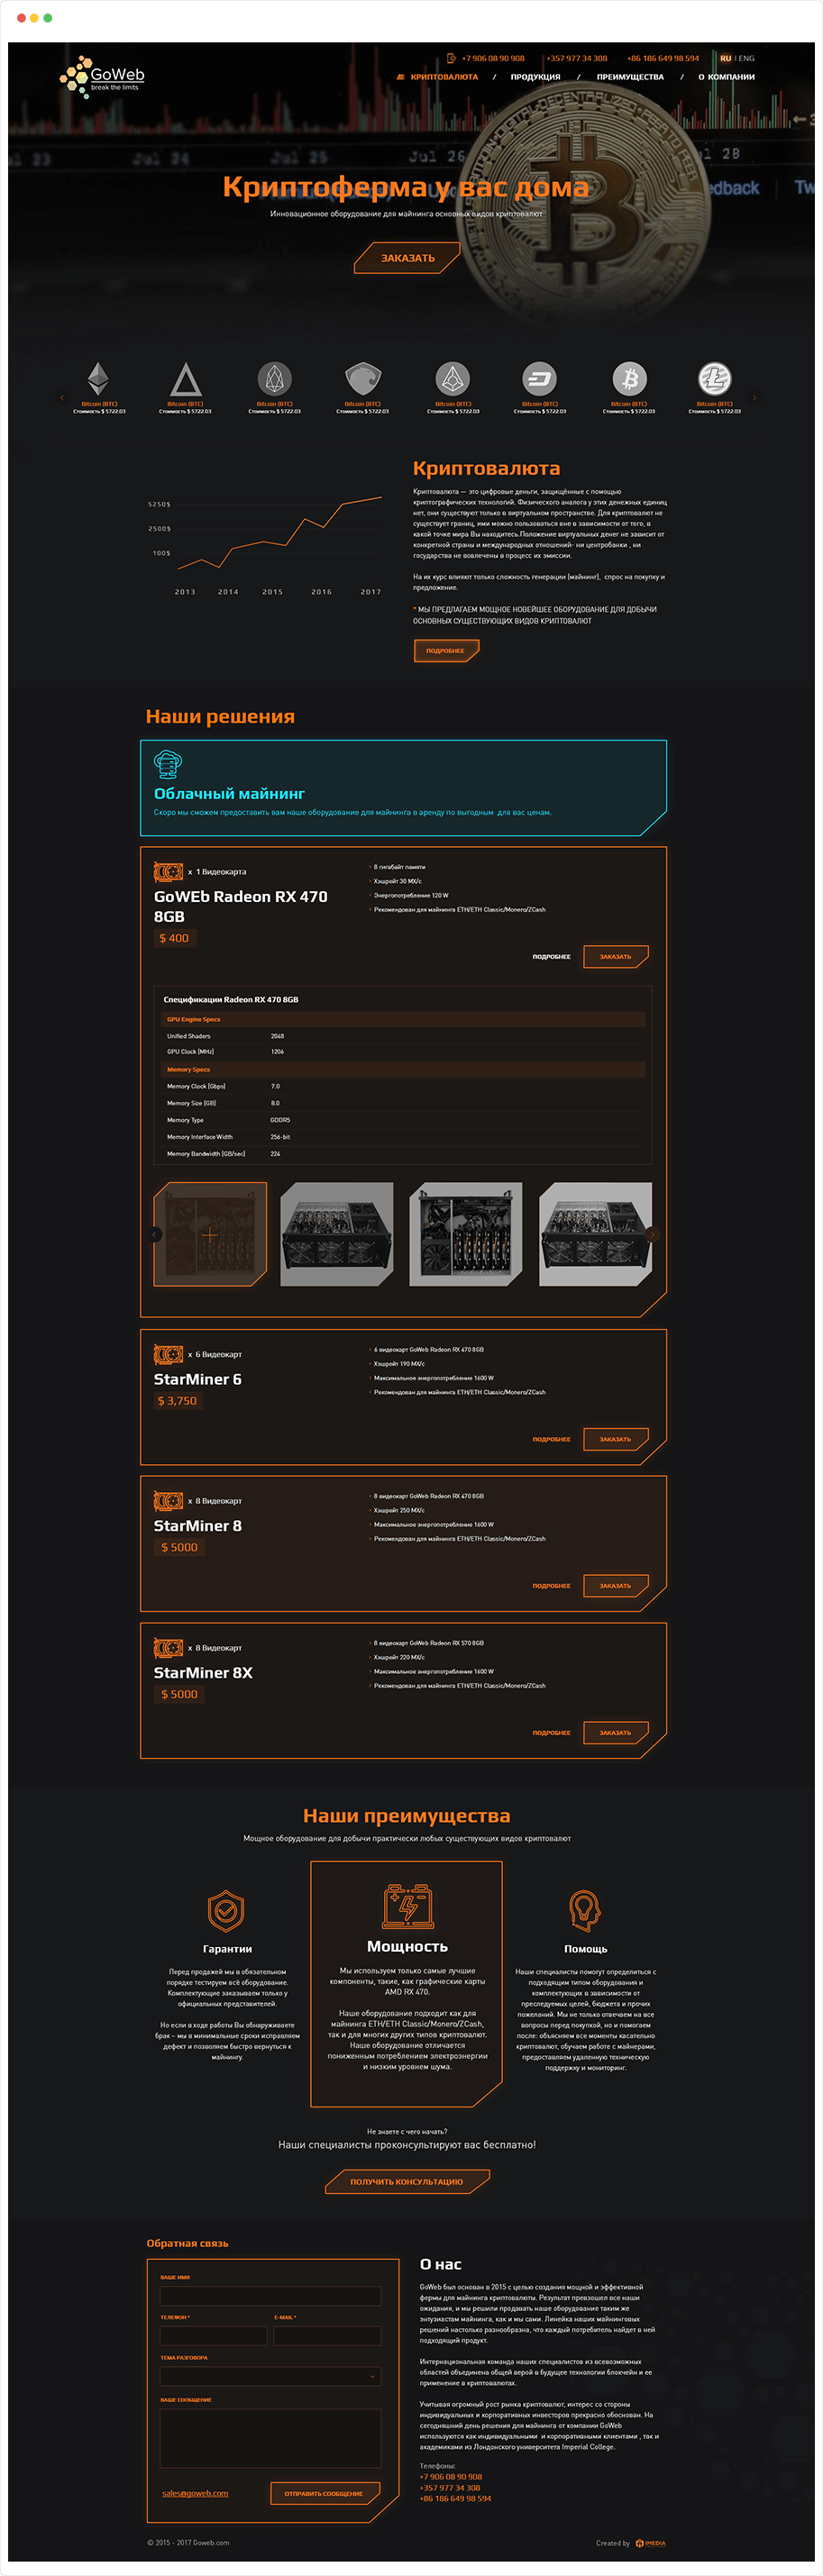 GoWeb
break the limits
+7 906 08 90 908
+357 977 34 308
+86 186 649 98 594
RU | ENG
КРИПТОВАЛЮТА / ПРОДУКЦИЯ / ПРЕИМУЩЕСТВА / О КОМПАНИИ
Jul 24
Jul 25
Jul 26
Криптоферма у вас дома
Инновационное оборудование для майнинга основных видов криптовалют
ЗАКАЗАТЬ
Bitcoin (BTC) Bitcoin (BTC) Bitcoin (BTC) Bitcoin (BTC) Bitcoin (BTC) Bitcoin (BTC) Bitcoin (BTC) Bitcoin (BTC)
Стоимость $ 5722.03 Стоимость $ 5722.03 Стоимость $ 5722.03 Стоимость $ 5722.03 Стоимость $ 5722.03 Стоимость $ 5722.03 Стоимость $ 5722.03 Стоимость $ 5722.03
5250$
2500$
100$
2013 2014 2015 2016 2017
Криптовалюта
Криптовалюта — это цифровые деньги, защищённые с помощью
криптографических технологий. Физического аналога у этих денежных единиц
нет, они существуют только в виртуальном пространстве. Для криптовалют не
существует границ, ими можно пользоваться вне в зависимости от того, в
какой точке мира Вы находитесь.Положение виртуальных денег не зависит от
конкретной страны и международных отношений- ни центробанки , ни
государства не вовлечены в процесс их эмиссии.
На их курс влияют только сложность генерации (майнинг), спрос на покупку и
предложение.
* МЫ ПРЕДЛАГАЕМ МОЩНОЕ НОВЕЙШЕЕ ОБОРУДОВАНИЕ ДЛЯ ДОБЫЧИ
ОСНОВНЫХ СУЩЕСТВУЮЩИХ ВИДОВ КРИПТОВАЛЮТ
ПОДРОБНЕЕ
Наши решения
Облачный майнинг
Скоро мы сможем предоставить вам наше оборудование для майнинга в аренду по выгодным для вас ценам.
x 1 Видеокарта
GoWEb Radeon RX 470
8GB
$ 400
8 гигабайт памяти
Хэшрейт 30 МХ/с
Энергопотребление 120 W
Рекомендован для майнинга ETH/ETH Classic/Monero/ZCash
ПОДРОБНЕЕ
ЗАКАЗАТЬ
Спецификации Radeon RX 470 8GB
GPU Engine Specs
Unified Shaders 2048
GPU Clock (MHz) 1206
Memory Specs
Memory Clock (Gbps) 7.0
Memory Size (GB) 8.0
Memory Type GDDR5
Memory Interface Width 256-bit
Memory Bandwidth (GB/sec) 224
x 6 Видеокарт
StarMiner 6
$ 3,750
6 видеокарт GoWeb Radeon RX 470 8GB
Хэшрейт 190 МХ/с
Максимальное энергопотребление 1600 W
Рекомендован для майнинга ETH/ETH Classic/Monero/ZCash
ПОДРОБНЕЕ
ЗАКАЗАТЬ
x 8 Видеокарт
StarMiner 8
$ 5000
8 видеокарт GoWeb Radeon RX 470 8GB
Хэшрейт 250 МХ/с
Максимальное энергопотребление 1600 W
Рекомендован для майнинга ETH/ETH Classic/Monero/ZCash
ПОДРОБНЕЕ
ЗАКАЗАТЬ
x 8 Видеокарт
StarMiner 8X
$ 5000
8 видеокарт GoWeb Radeon RX 570 8GB
Хэшрейт 220 МХ/с
Максимальное энергопотребление 1600 W
Рекомендован для майнинга ETH/ETH Classic/Monero/ZCash
ПОДРОБНЕЕ
ЗАКАЗАТЬ
Наши преимущества
Мощное оборудование для добычи практически любых существующих видов криптовалют
Гарантии
Перед продажей мы в обязательном
порядке тестируем всё оборудование.
Комплектующие заказываем только у
официальных представителей.
Но если в ходе работы Вы обнаруживаете
брак – мы в минимальные сроки исправляем
дефект и позволяем быстро вернуться к
майнингу.
Мощность
Мы используем только самые лучшие
компоненты, такие, как графические карты
AMD RX 470.
Наше оборудование подходит как для
майнинга ETH/ETH Classic/Monero/ZCash,
так и для многих других типов криптовалют.
Наше оборудование отличается
пониженным потреблением электроэнергии
и низким уровнем шума.
Помощь
Наши специалисты помогут определиться с
подходящим типом оборудования и
комплектующих в зависимости от
преследуемых целей, бюджета и прочих
пожеланий. Мы не только отвечаем на все
вопросы перед покупкой, но и помогаем
после: объясняем все моменты касательно
криптовалют, обучаем работе с майнерами,
предоставляем удаленную техническую
поддержку и мониторинг.
Не знаете с чего начать?
Наши специалисты проконсультируют вас бесплатно!
ПОЛУЧИТЬ КОНСУЛЬТАЦИЮ
Обратная связь
ВАШЕ ИМЯ
ТЕЛЕФОН * E-MAIL *
ТЕМА РАЗГОВОРА
ВАШЕ СООБЩЕНИЕ
sales@goweb.com
ОТПРАВИТЬ СООБЩЕНИЕ
О нас
GoWeb был основан в 2015 с целью создания мощной и эффективной
фермы для майнинга криптовалюты. Результат превзошел все наши
ожидания, и мы решили продавать наше оборудование таким же
энтузиастам майнинга, как и мы сами. Линейка наших майнинговых
решений настолько разнообразна, что каждый потребитель найдет в ней
подходящий продукт.
Интернациональная команда наших специалистов из всевозможных
областей объединена общей верой в будущее технологии блокчейн и ее
применение в криптовалютах.
Учитывая огромный рост рынка криптовалют, интерес со стороны
индивидуальных и корпоративных инвесторов прекрасно обоснован. На
сегодняшний день решения для майнинга от компании GoWeb
используются как индивидуальными и корпоративными клиентами , так и
академиками из Лондонского университета Imperial College.
Телефоны:
+7 906 08 90 908
+357 977 34 308
+86 186 649 98 594
© 2015 - 2017 Goweb.com
Created by IMEDIA